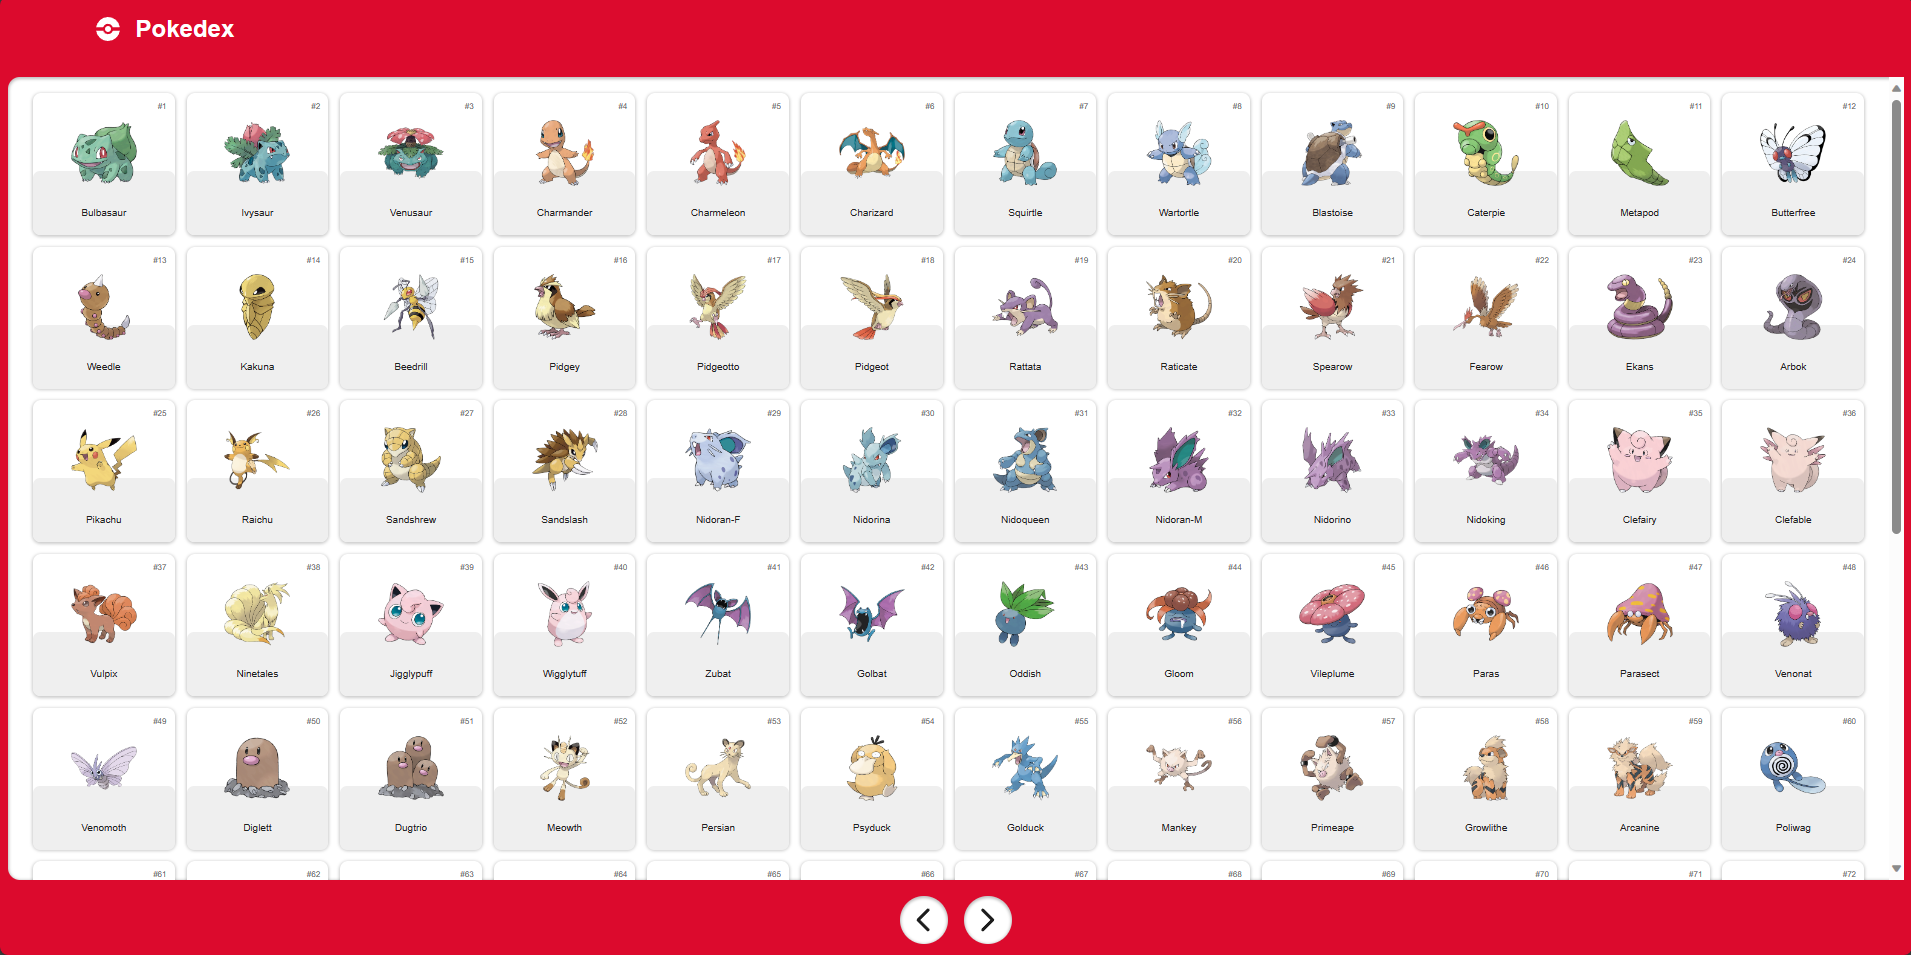 Pokedex
#1 #2 #3 #4 #5 #6 #7 #8 #9 #10 #11 #12
Bulbasaur Ivysaur Venusaur Charmander Charmeleon Charizard Squirtle Wartortle Blastoise Caterpie Metapod Butterfree
#13 #14 #15 #16 #17 #18 #19 #20 #21 #22 #23 #24
Weedle Kakuna Beedrill Pidgey Pidgeotto Pidgeot Rattata Raticate Spearow Fearow Ekans Arbok
#25 #26 #27 #28 #29 #30 #31 #32 #33 #34 #35 #36
Pikachu Raichu Sandshrew Sandslash Nidoran-F Nidorina Nidoqueen Nidoran-M Nidorino Nidoking Clefairy Clefable
#37 #38 #39 #40 #41 #42 #43 #44 #45 #46 #47 #48
Vulpix Ninetales Jigglypuff Wigglytuff Zubat Golbat Oddish Gloom Vileplume Paras Parasect Venonat
#49 #50 #51 #52 #53 #54 #55 #56 #57 #58 #59 #60
Venomoth Diglett Dugtrio Meowth Persian Psyduck Golduck Mankey Primeape Growlithe Arcanine Poliwag
#61 #62 #63 #64 #65 #66 #67 #68 #69 #70 #71 #72